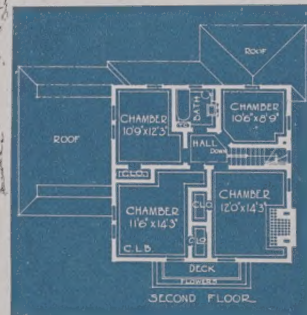 ROOF
BATH
CHAMBER
10'9"x12'3"
CHAMBER
10'6"x8'9"
ROOF
HALL
DOWN
CLO.
CHAMBER
11'6"x14'3"
CLO
CHAMBER
12'0"x14'3"
C.L.B.
CLO
DECK
FLOWERS
SECOND FLOOR